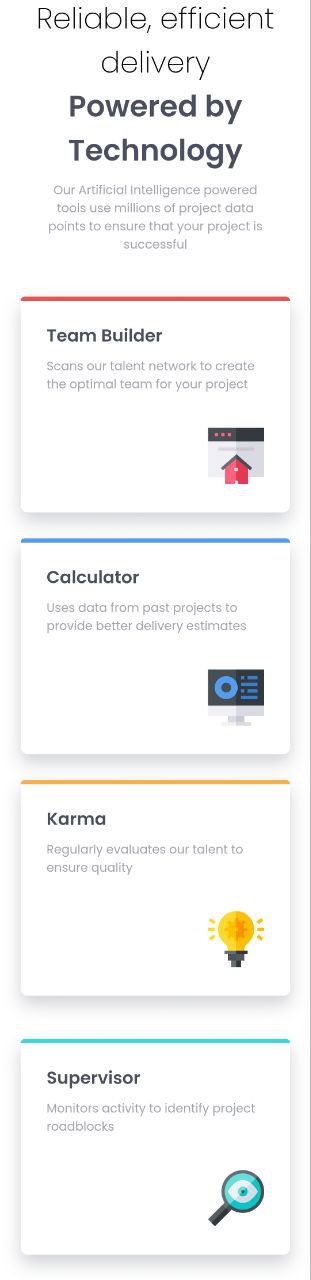 Reliable, efficient
delivery
Powered by
Technology
Our Artificial Intelligence powered
tools use millions of project data
points to ensure that your project is
successful
Team Builder
Scans our talent network to create
the optimal team for your project
Calculator
Uses data from past projects to
provide better delivery estimates
Karma
Regularly evaluates our talent to
ensure quality
Supervisor
Monitors activity to identify project
roadblocks